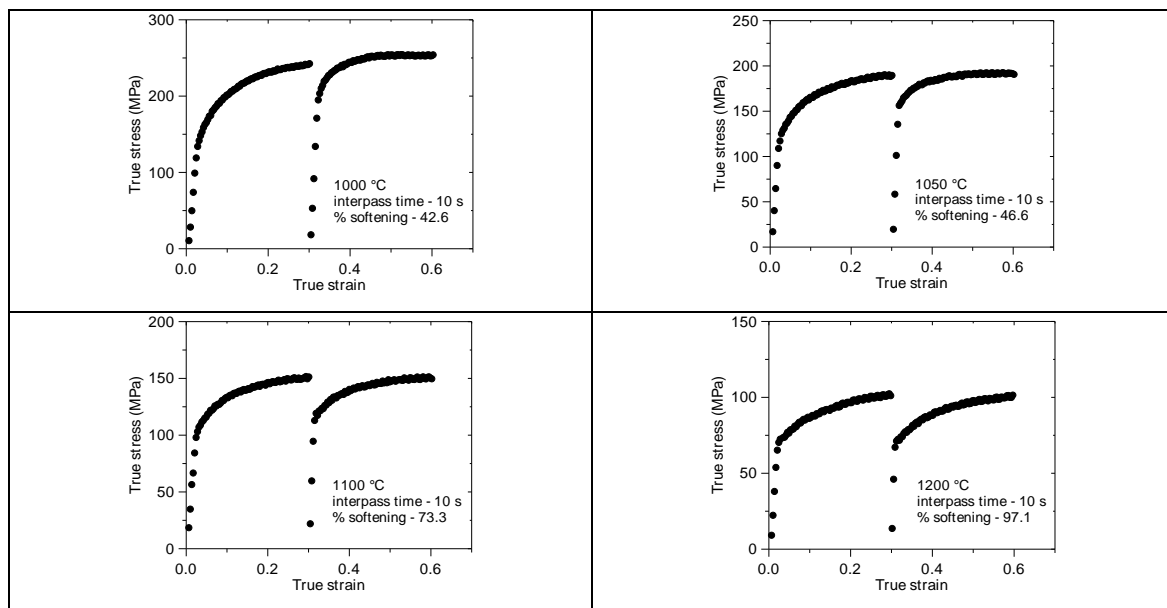 300
250
200
150
100
50
0
True stress (MPa)
1000 °C
interpass time - 10 s
% softening - 42.6
0.0 0.2 0.4 0.6
True strain
250
200
150
100
50
0
True stress (MPa)
1050 °C
interpass time - 10 s
% softening - 46.6
0.0 0.2 0.4 0.6
True strain
200
150
100
50
0
True stress (MPa)
1100 °C
interpass time - 10 s
% softening - 73.3
0.0 0.2 0.4 0.6
True strain
150
100
50
0
True stress (MPa)
1200 °C
interpass time - 10 s
% softening - 97.1
0.0 0.2 0.4 0.6
True strain